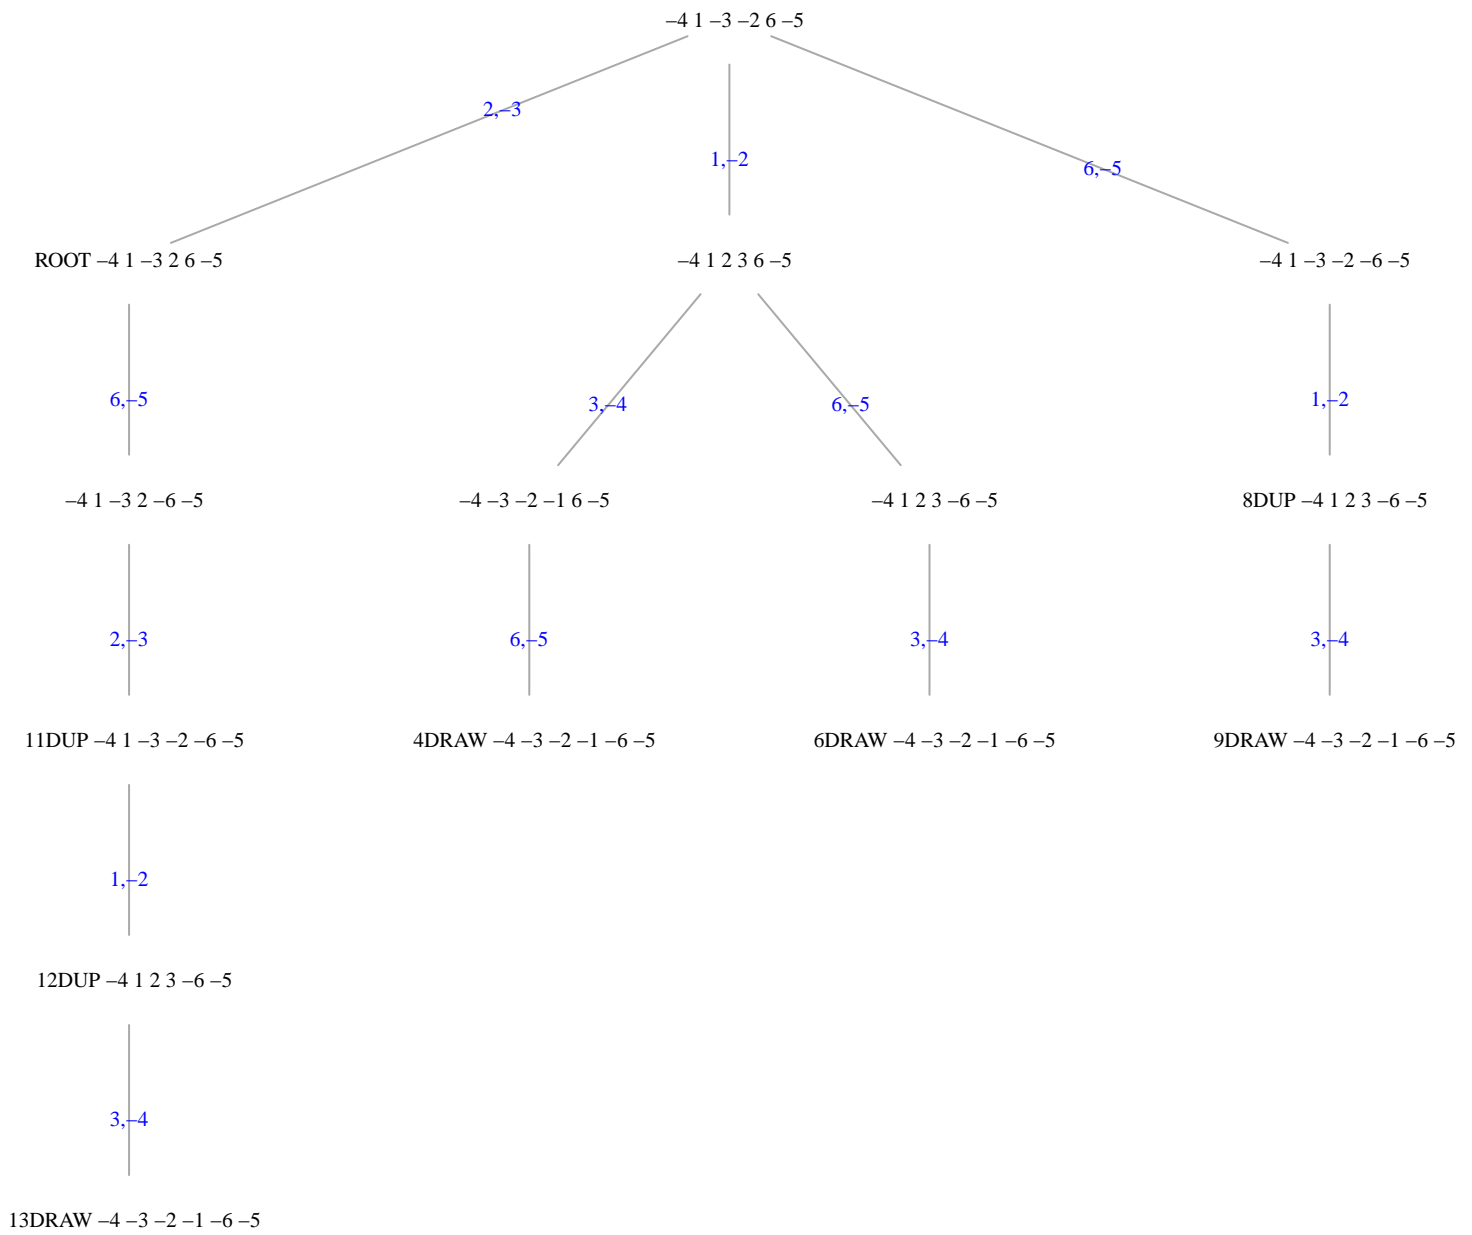 –4 1 –3 –2 6 –5
2,–3
1,–2
6,–5
ROOT –4 1 –3 2 6 –5
–4 1 2 3 6 –5
–4 1 –3 –2 –6 –5
6,–5
3,–4
6,–5
1,–2
–4 1 –3 2 –6 –5
–4 –3 –2 –1 6 –5
–4 1 2 3 –6 –5
8DUP –4 1 2 3 –6 –5
2,–3
6,–5
3,–4
3,–4
11DUP –4 1 –3 –2 –6 –5
4DRAW –4 –3 –2 –1 –6 –5
6DRAW –4 –3 –2 –1 –6 –5
9DRAW –4 –3 –2 –1 –6 –5
1,–2
12DUP –4 1 2 3 –6 –5
3,–4
13DRAW –4 –3 –2 –1 –6 –5